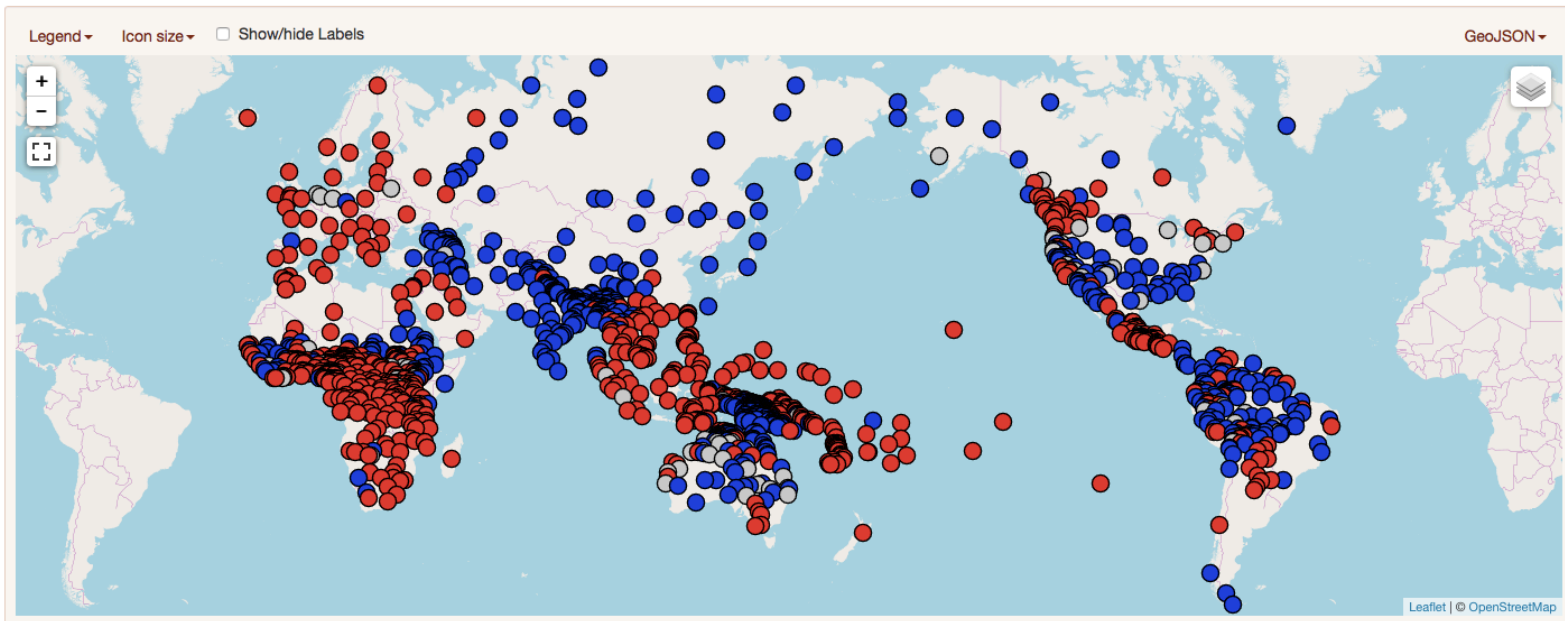 Legend Icon size Show/hide Labels GeoJSON
+
−
Leaflet | © OpenStreetMap